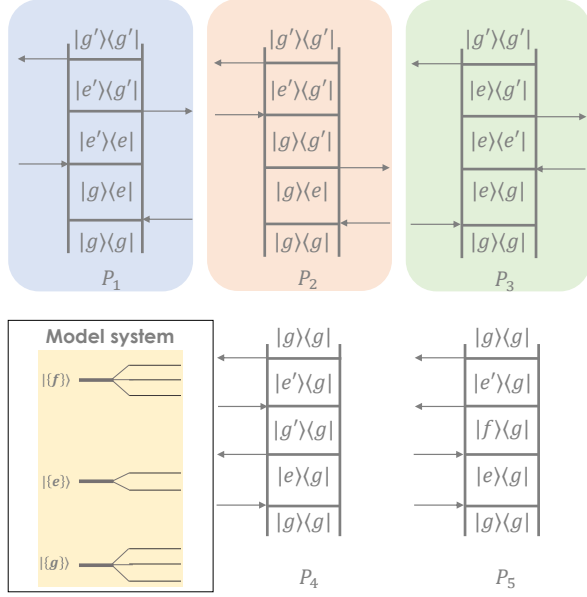 |g′⟩⟨g′| |g′⟩⟨g′| |g′⟩⟨g′|
|e′⟩⟨g′| |e′⟩⟨g′| |e⟩⟨g′|
|e′⟩⟨e| |g⟩⟨g′| |e⟩⟨e′|
|g⟩⟨e| |g⟩⟨e| |e⟩⟨g|
|g⟩⟨g| |g⟩⟨g| |g⟩⟨g|
P₁ P₂ P₃
Model system
|{f}⟩
|{e}⟩
|{g}⟩
|g⟩⟨g| |g⟩⟨g|
|e′⟩⟨g| |e′⟩⟨g|
|g′⟩⟨g| |f⟩⟨g|
|e⟩⟨g| |e⟩⟨g|
|g⟩⟨g| |g⟩⟨g|
P₄ P₅